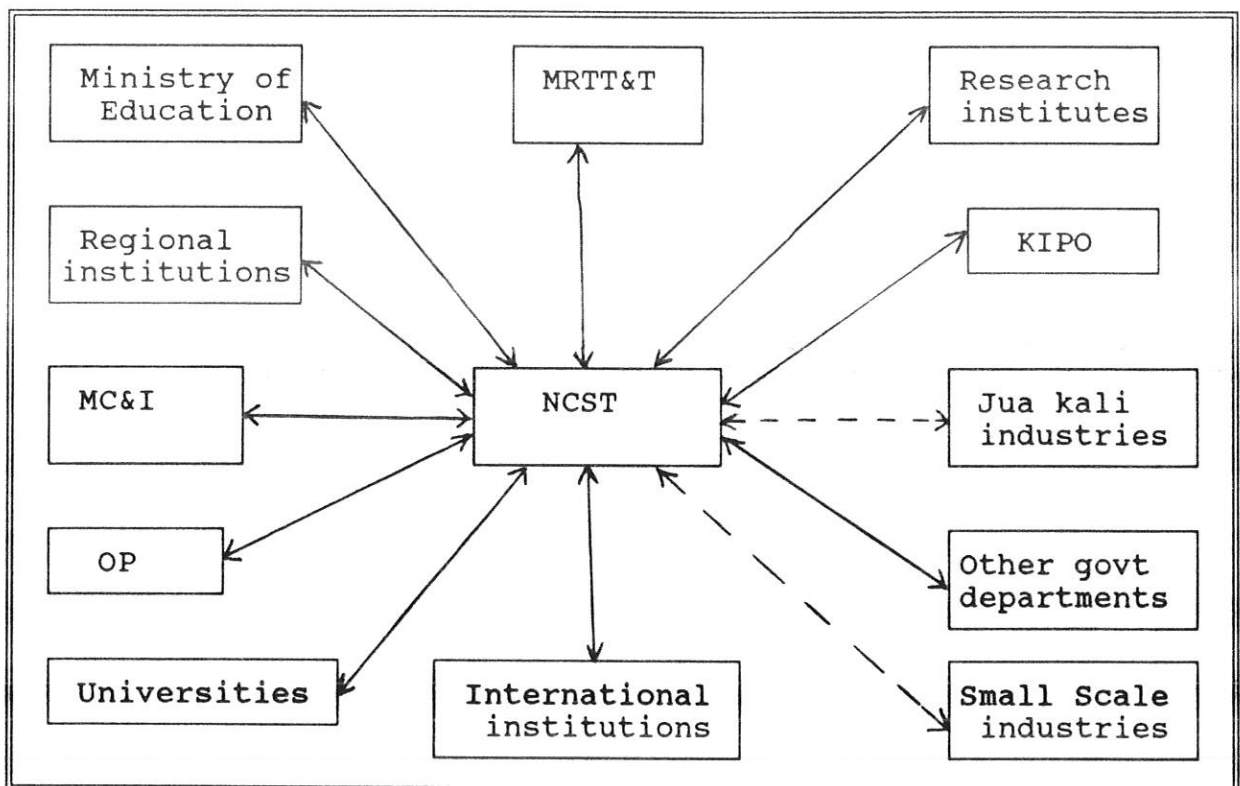 Ministry of
Education
MRTT&T
Research
institutes
Regional
institutions
KIPO
MC&I
NCST
Jua kali
industries
OP
Other govt
departments
Universities
International
institutions
Small Scale
industries